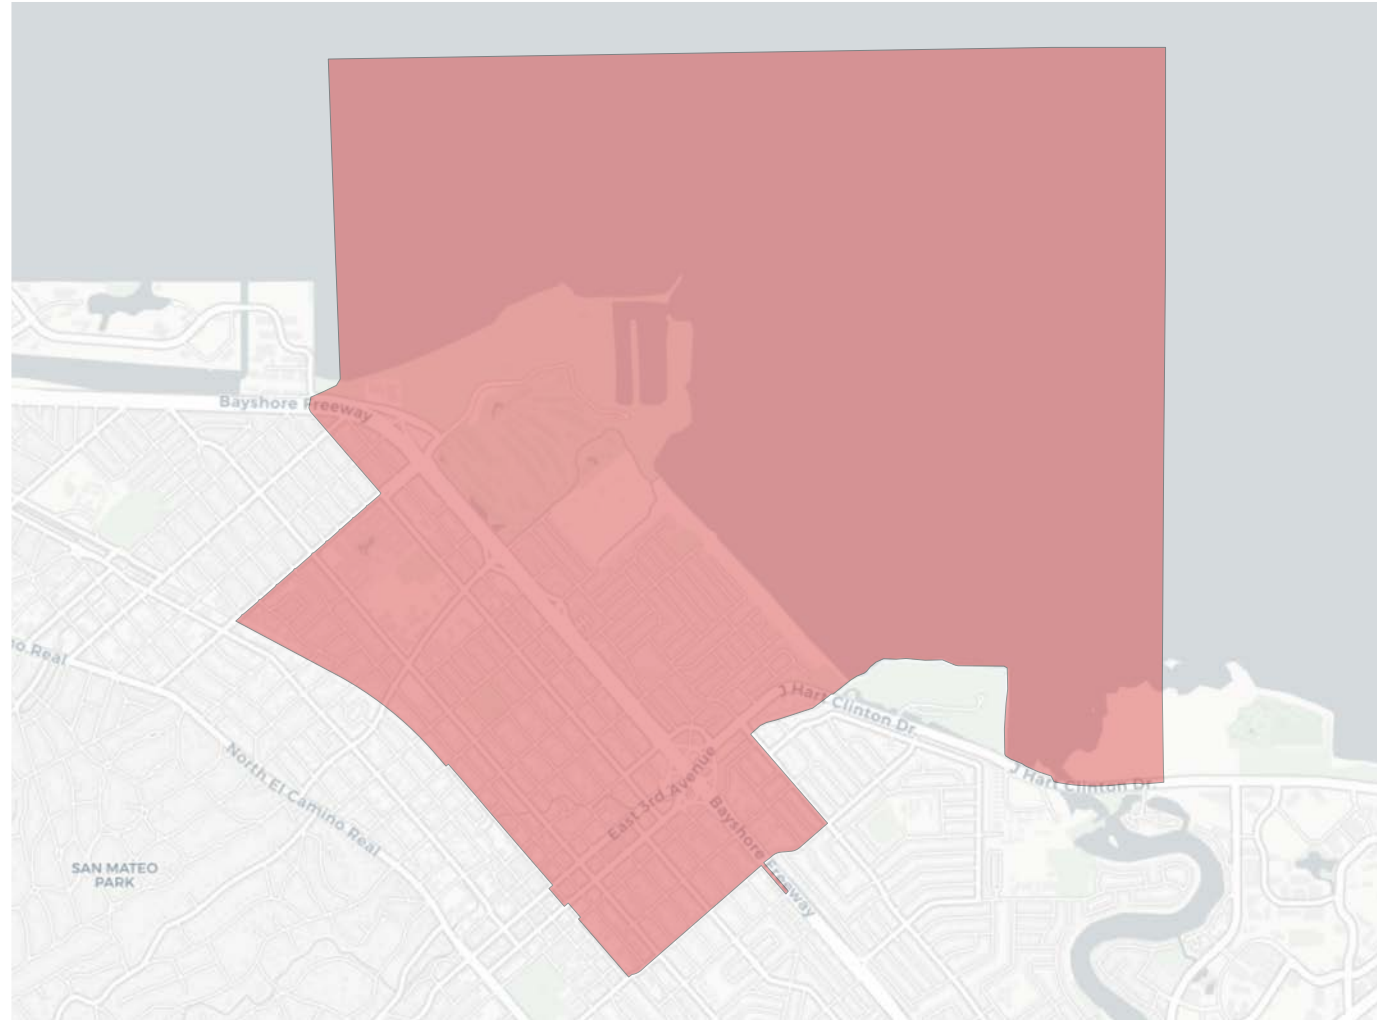 Bayshore Freeway
io Real
J Hart Clinton Dr.
North El Camino Real
East 3rd Avenue
J Hart Clinton Dr.
Bayshore Freeway
SAN MATEO
PARK